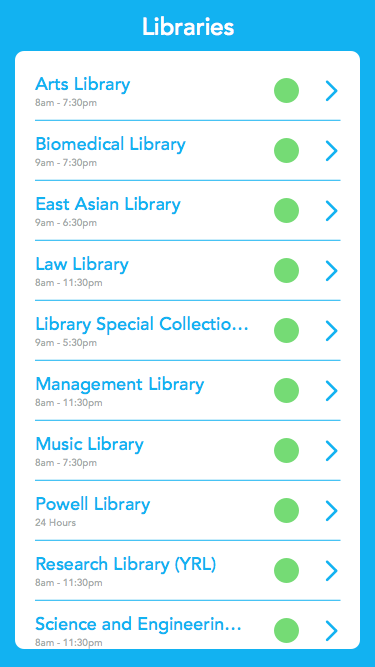 Libraries
Arts Library
8am - 7:30pm
Biomedical Library
9am - 7:30pm
East Asian Library
9am - 6:30pm
Law Library
8am - 11:30pm
Library Special Collectio…
9am - 5:30pm
Management Library
8am - 11:30pm
Music Library
8am - 7:30pm
Powell Library
24 Hours
Research Library (YRL)
8am - 11:30pm
Science and Engineerin…
8am - 11:30pm